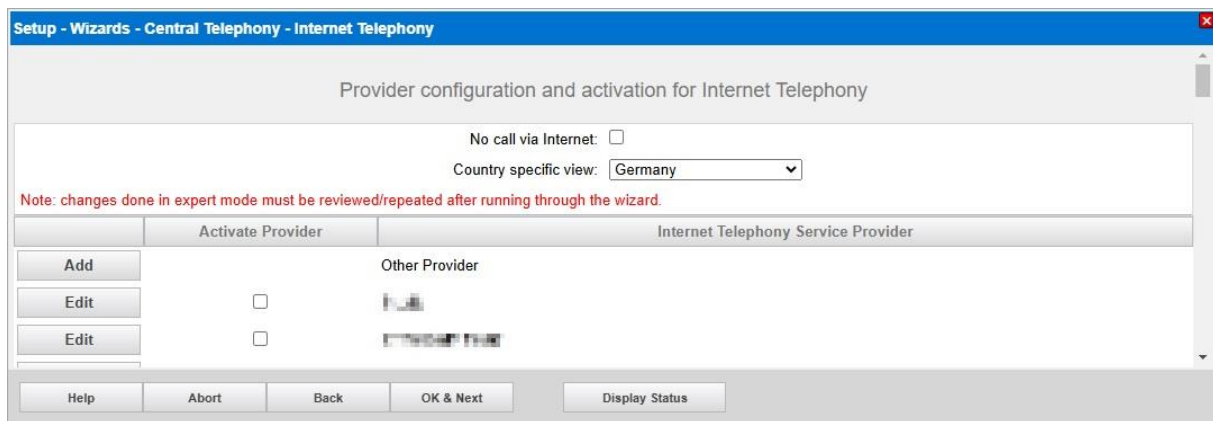 Setup - Wizards - Central Telephony - Internet Telephony
Provider configuration and activation for Internet Telephony
No call via Internet:
Country specific view: Germany
Note: changes done in expert mode must be reviewed/repeated after running through the wizard.
Activate Provider Internet Telephony Service Provider
Add Other Provider
Edit
Edit
Help Abort Back OK & Next Display Status